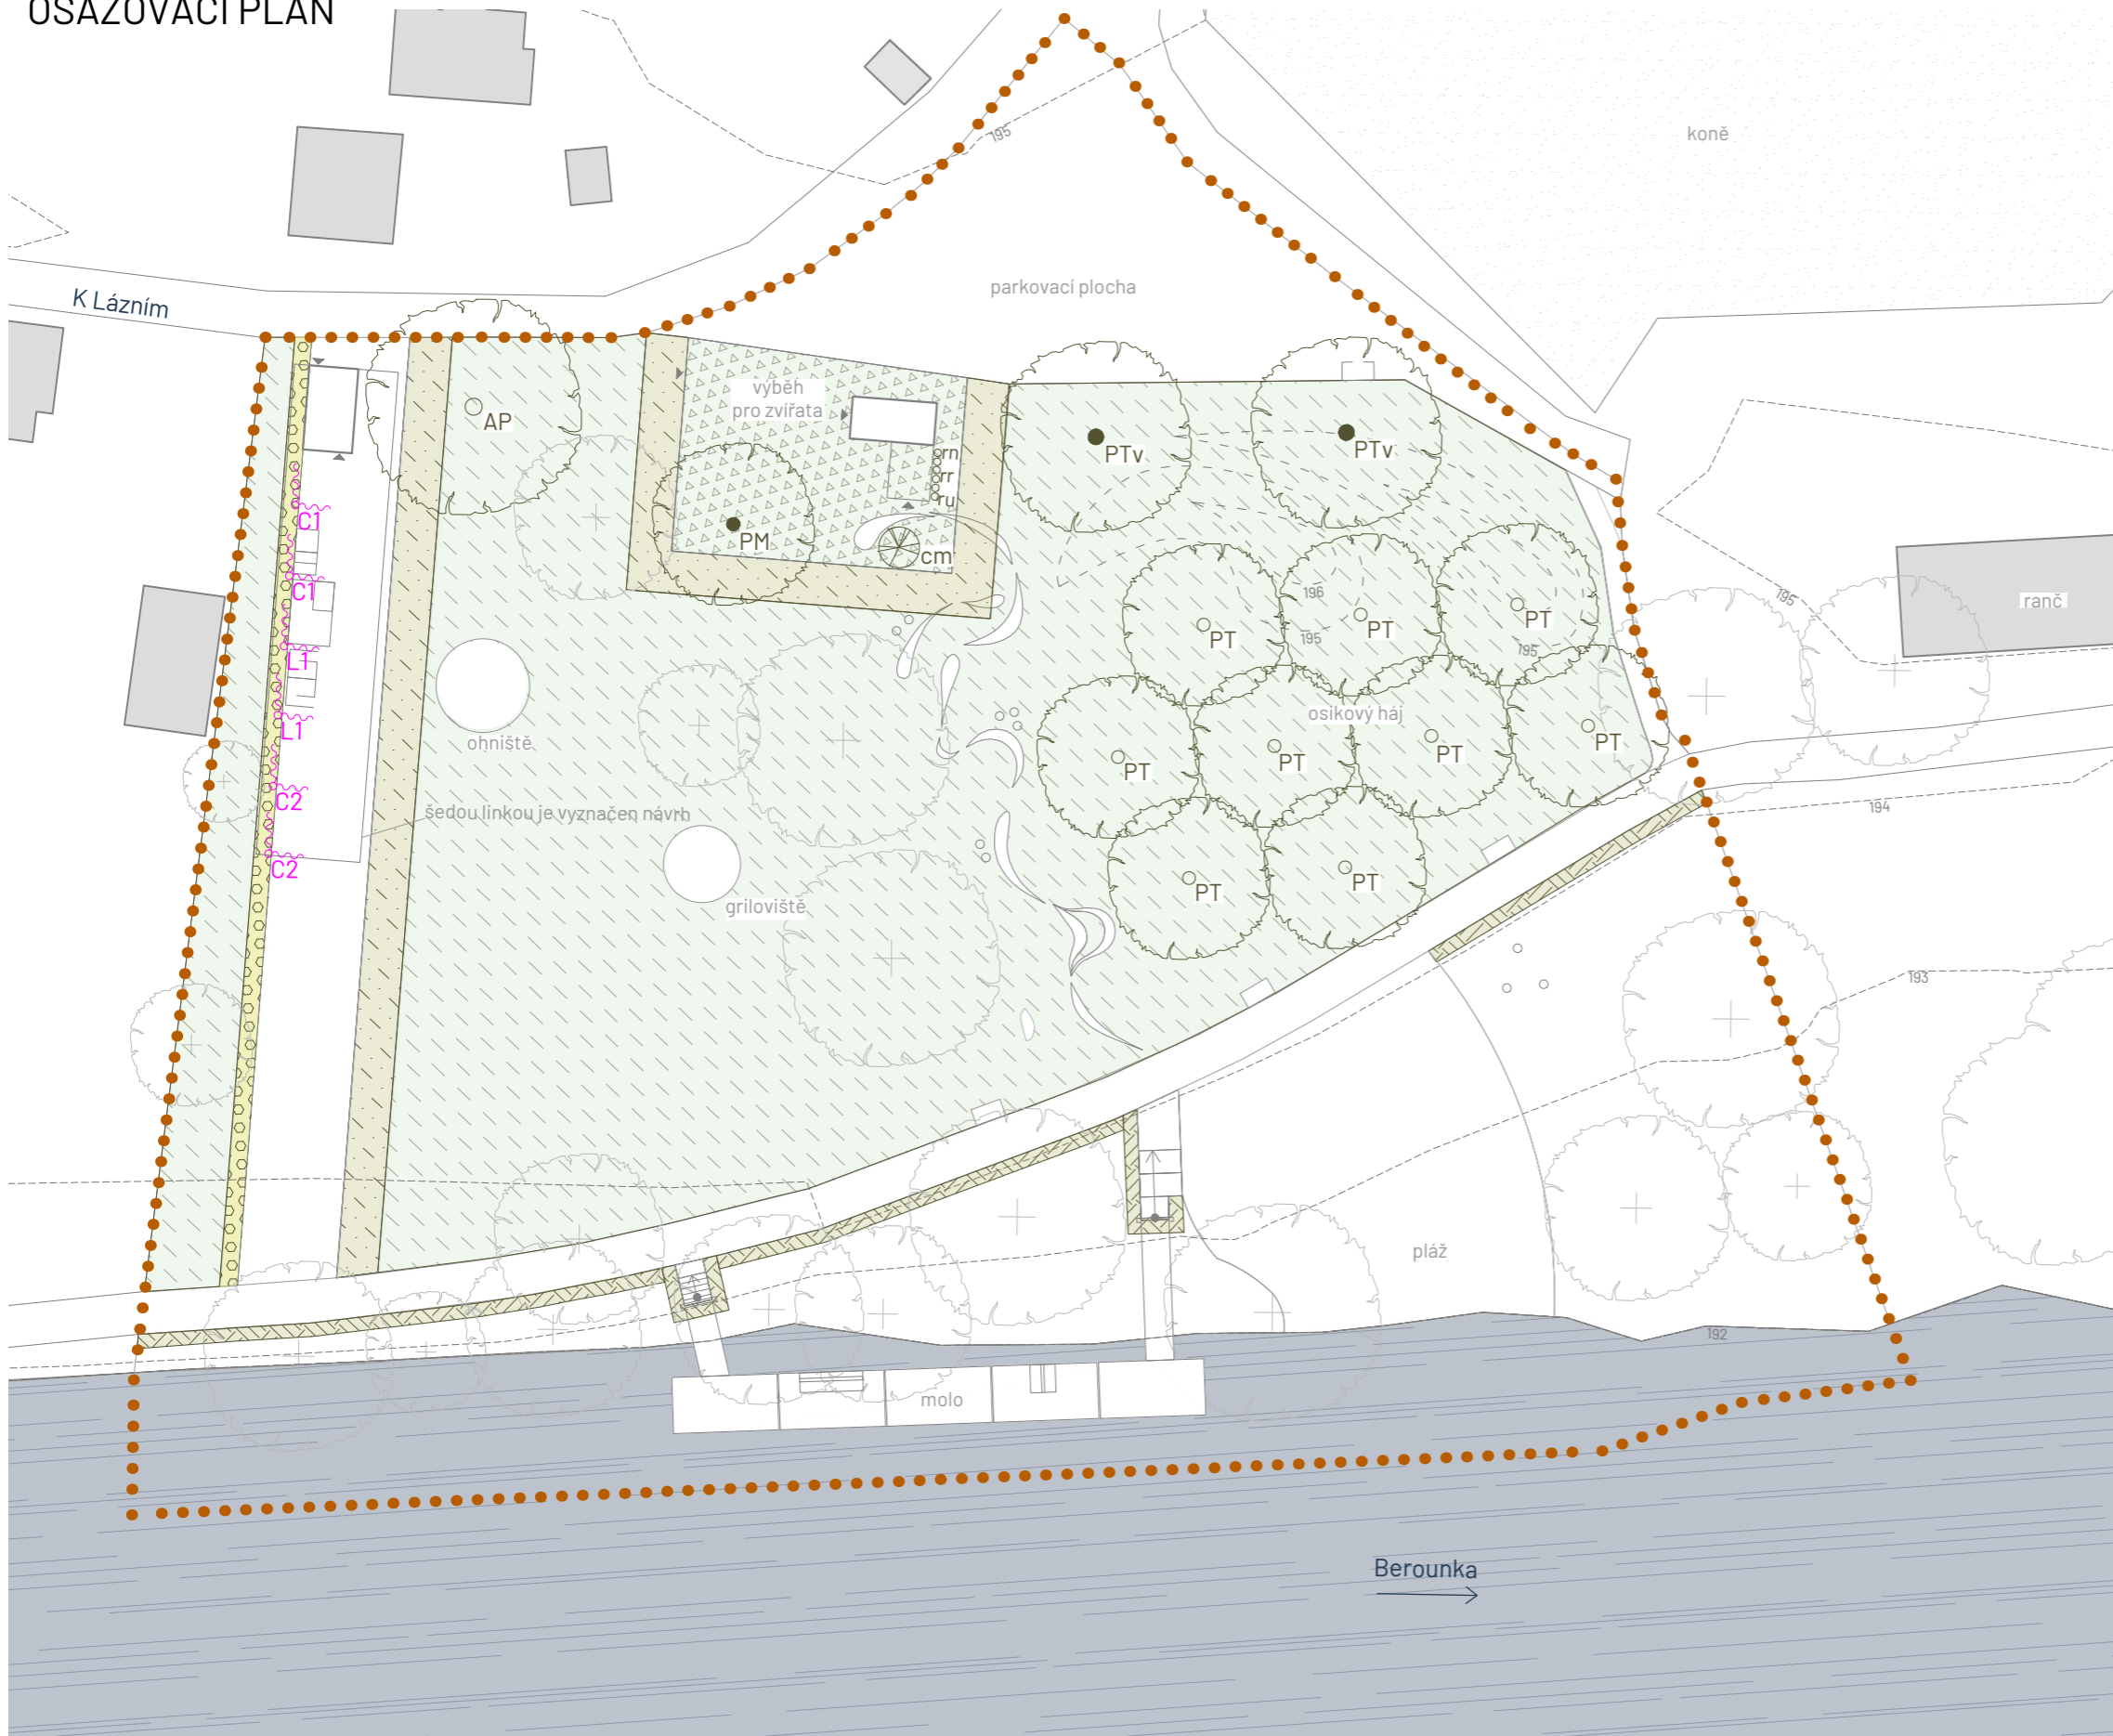 OSAZOVACÍ PLÁN
195
koně
K Lázním
parkovací plocha
výběh
pro zvířata
AP
PTv
PTv
rn
rr
ru
PM
cm
C1
C1
L1
L1
C2
C2
196
195
195
PT
PT
PT
195
ranč
osikový háj
PT
PT
PT
PT
ohniště
šedou linkou je vyznačen návrh
194
PT
PT
griloviště
193
pláž
192
molo
Berounka